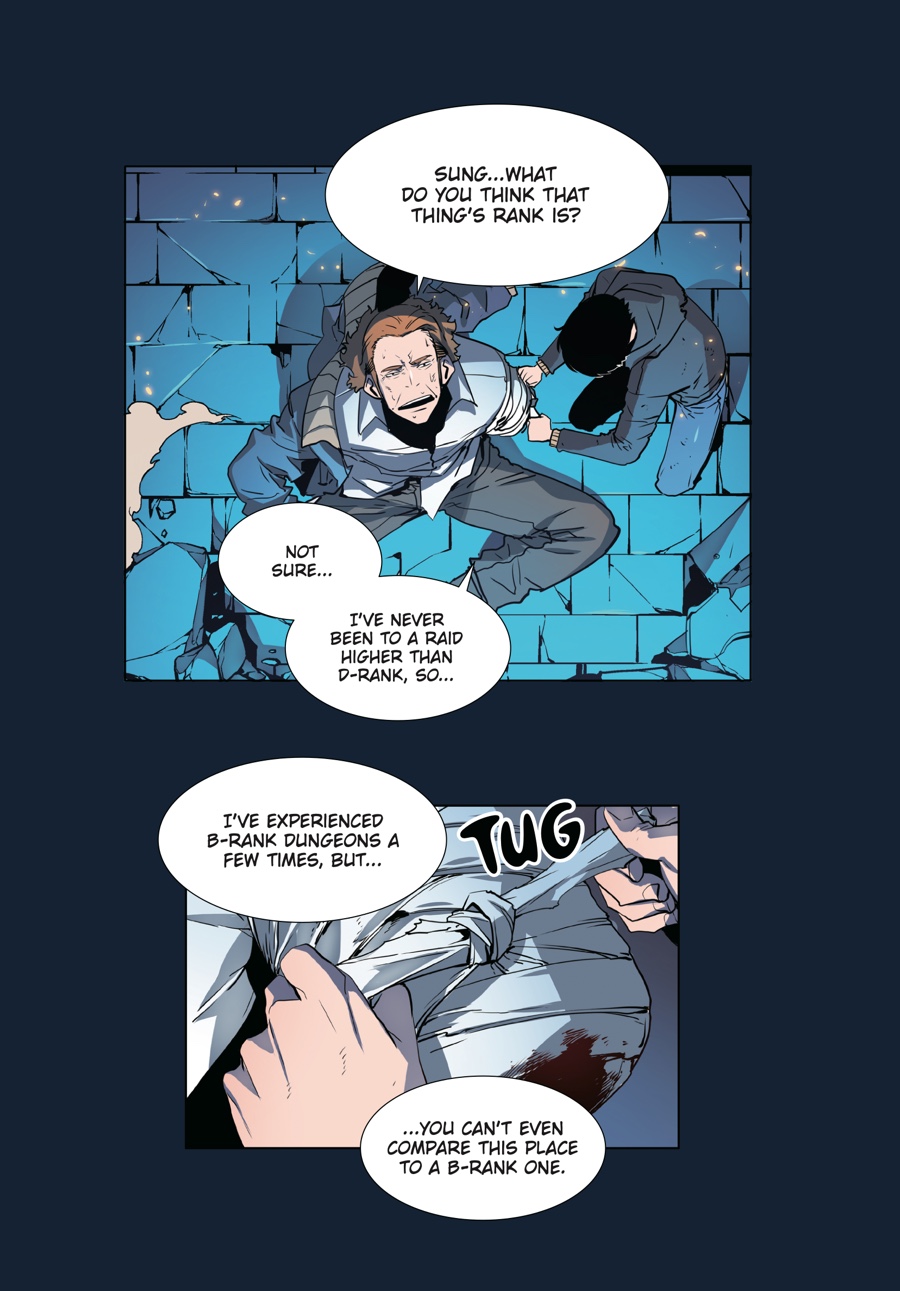 SUNG...WHAT
DO YOU THINK THAT
THING'S RANK IS?
NOT
SURE...
I'VE NEVER
BEEN TO A RAID
HIGHER THAN
D-RANK, SO...
I'VE EXPERIENCED
B-RANK DUNGEONS A
FEW TIMES, BUT...
TUG
...YOU CAN'T EVEN
COMPARE THIS PLACE
TO A B-RANK ONE.